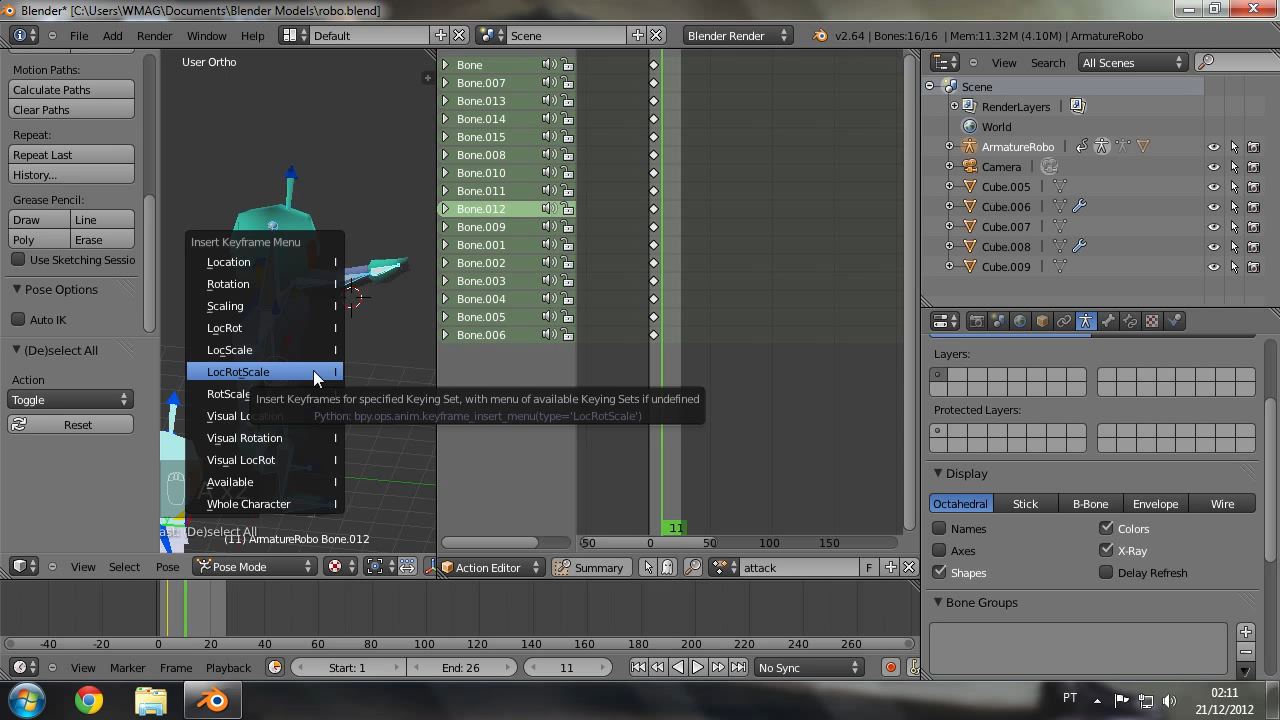 Blender* [C:\Users\WMAG\Documents\Blender Models\robo.blend]
File Add Render Window Help Default Scene Blender Render v2.64 | Bones:16/16 | Mem:11.32M (4.10M) | ArmatureRobo
Motion Paths:
Calculate Paths
Clear Paths
Repeat:
Repeat Last
History...
Grease Pencil:
Draw Line
Poly Erase
Use Sketching Sessio
Pose Options
Auto IK
(De)select All
Action
Toggle
Reset
User Ortho
Insert Keyframe Menu
Location I
Rotation I
Scaling I
LocRot I
LocScale I
LocRotScale I
RotScale
Visual Location
Visual Rotation I
Visual LocRot I
Available I
Whole Character I
Insert Keyframes for specified Keying Set, with menu of available Keying Sets if undefined
Python: bpy.ops.anim.keyframe_insert_menu(type='LocRotScale')
A x2
ast: (De)select All
(11) ArmatureRobo Bone.012
View Select Pose Pose Mode
Bone
Bone.007
Bone.013
Bone.014
Bone.015
Bone.008
Bone.010
Bone.011
Bone.012
Bone.009
Bone.001
Bone.002
Bone.003
Bone.004
Bone.005
Bone.006
11
-50 0 50 100 150
Action Editor Summary attack F
View Search All Scenes
Scene
RenderLayers |
World
ArmatureRobo |
Camera |
Cube.005 |
Cube.006 |
Cube.007 |
Cube.008 |
Cube.009 |
Layers:
Protected Layers:
Display
Octahedral Stick B-Bone Envelope Wire
Names Colors
Axes X-Ray
Shapes Delay Refresh
Bone Groups
-40 -20 0 20 40 60 80 100 120 140 160 180 200 220 240 260
View Marker Frame Playback Start: 1 End: 26 11 No Sync
PT
02:11
21/12/2012